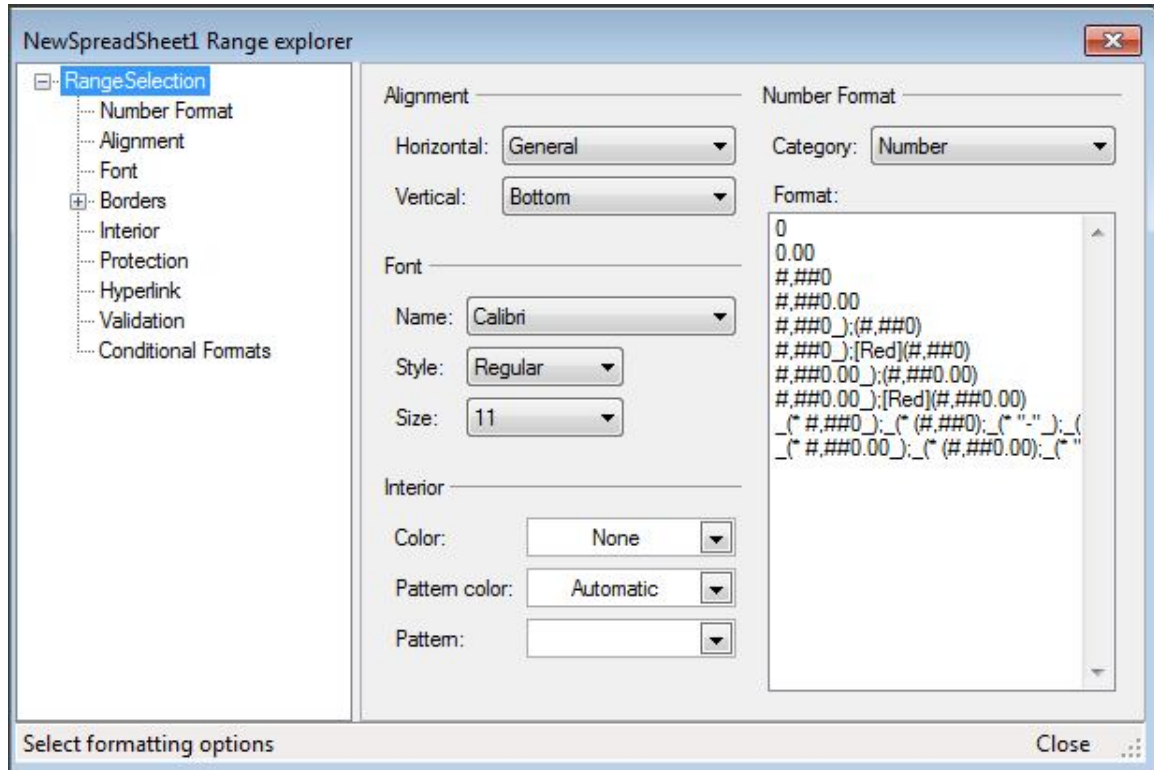 NewSpreadSheet1 Range explorer
RangeSelection
Number Format
Alignment
Font
Borders
Interior
Protection
Hyperlink
Validation
Conditional Formats
Alignment
Horizontal: General
Vertical: Bottom
Font
Name: Calibri
Style: Regular
Size: 11
Interior
Color: None
Pattern color: Automatic
Pattern:
Number Format
Category: Number
Format:
0
0.00
#,##0
#,##0.00
#,##0_);(#,##0)
#,##0_);[Red](#,##0)
#,##0.00_);(#,##0.00)
#,##0.00_);[Red](#,##0.00)
_(* #,##0_);_(* (#,##0);_(* "-"_);_(
_(* #,##0.00_);_(* (#,##0.00);_(* "
Select formatting options
Close